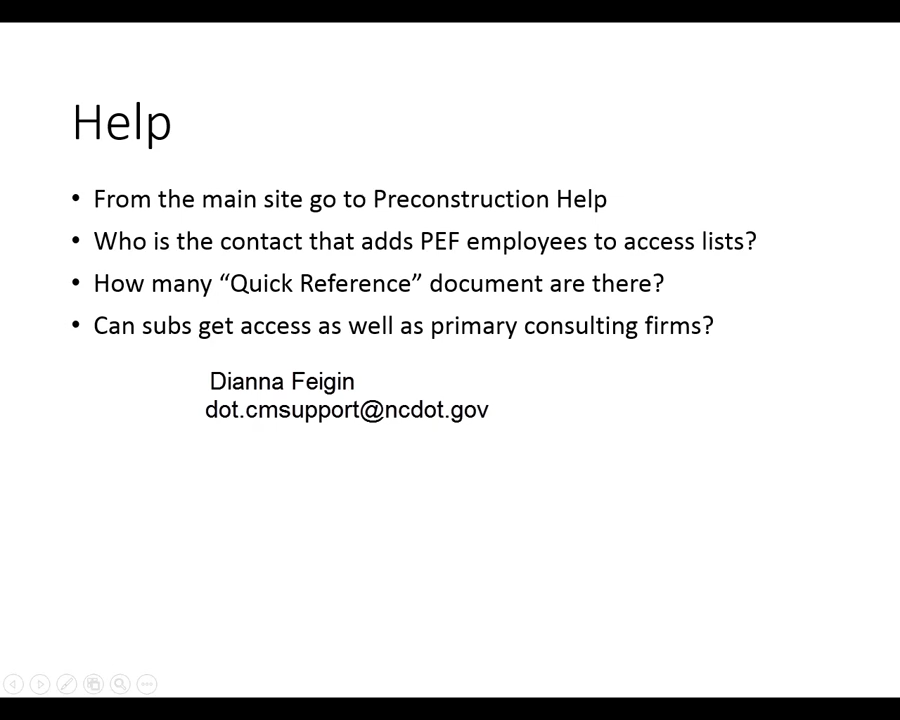 Help
• From the main site go to Preconstruction Help
• Who is the contact that adds PEF employees to access lists?
• How many “Quick Reference” document are there?
• Can subs get access as well as primary consulting firms?
Dianna Feigin
dot.cmsupport@ncdot.gov